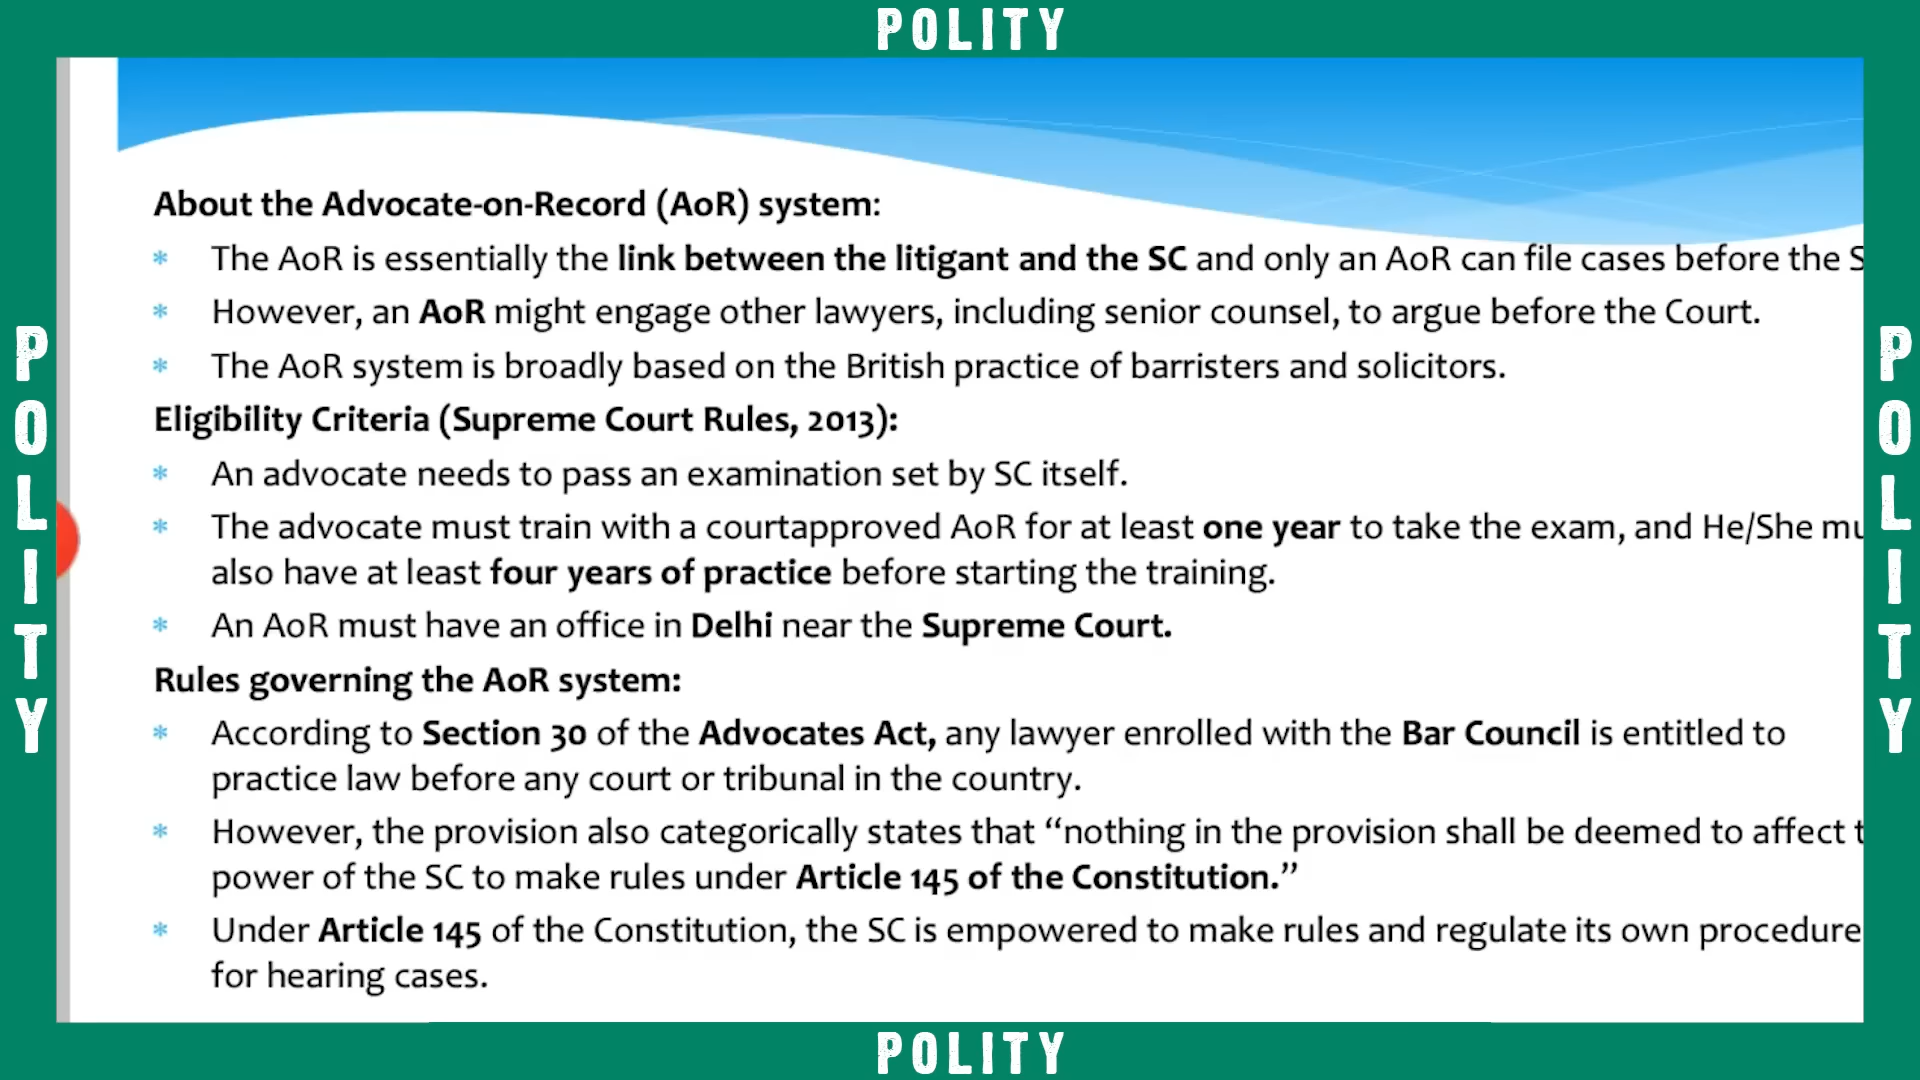 POLITY
About the Advocate-on-Record (AoR) system:
* The AoR is essentially the link between the litigant and the SC and only an AoR can file cases before the S
* However, an AoR might engage other lawyers, including senior counsel, to argue before the Court.
* The AoR system is broadly based on the British practice of barristers and solicitors.
Eligibility Criteria (Supreme Court Rules, 2013):
* An advocate needs to pass an examination set by SC itself.
* The advocate must train with a courtapproved AoR for at least one year to take the exam, and He/She mu
also have at least four years of practice before starting the training.
* An AoR must have an office in Delhi near the Supreme Court.
Rules governing the AoR system:
* According to Section 30 of the Advocates Act, any lawyer enrolled with the Bar Council is entitled to
practice law before any court or tribunal in the country.
* However, the provision also categorically states that “nothing in the provision shall be deemed to affect t
power of the SC to make rules under Article 145 of the Constitution.”
* Under Article 145 of the Constitution, the SC is empowered to make rules and regulate its own procedure
for hearing cases.
POLITY
POLITY
POLITY